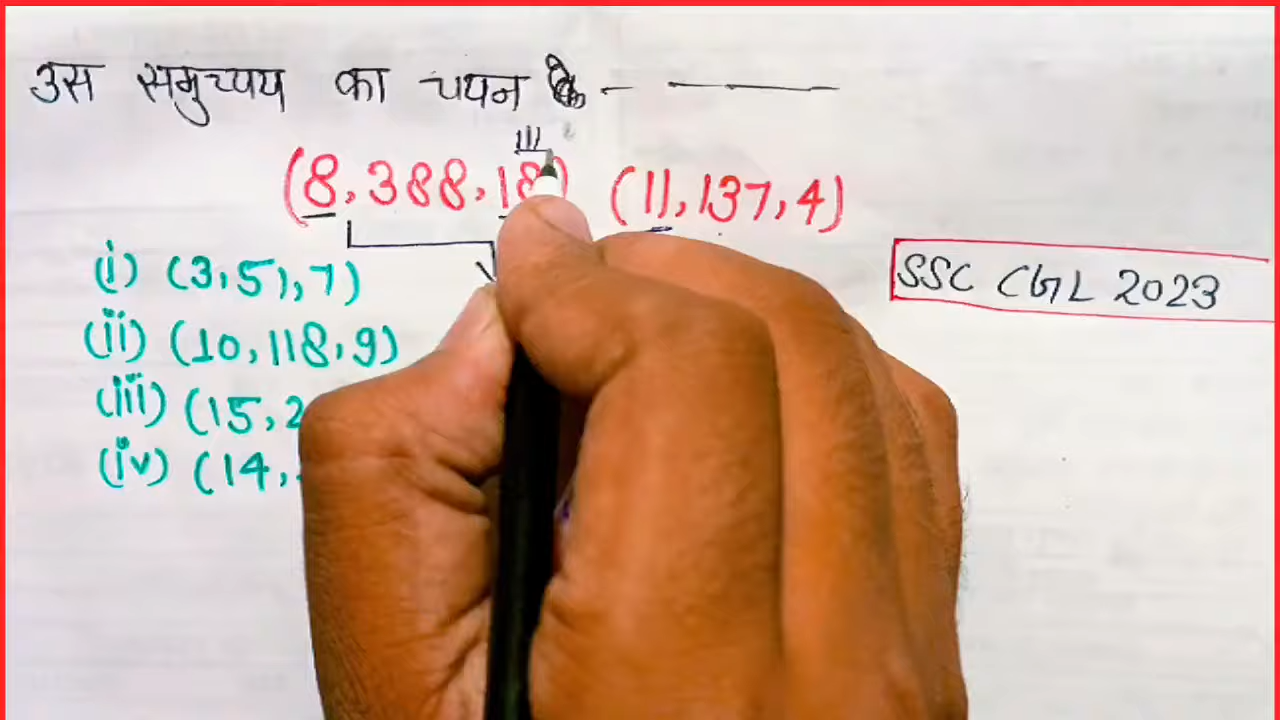 उस समुच्चय का चयन
(8, 388, 18) (11, 137, 4)
(i) (3, 51, 7)
(ii) (10, 118, 9)
(iii) (15, 2
(iv) (14,
SSC CGL 2023